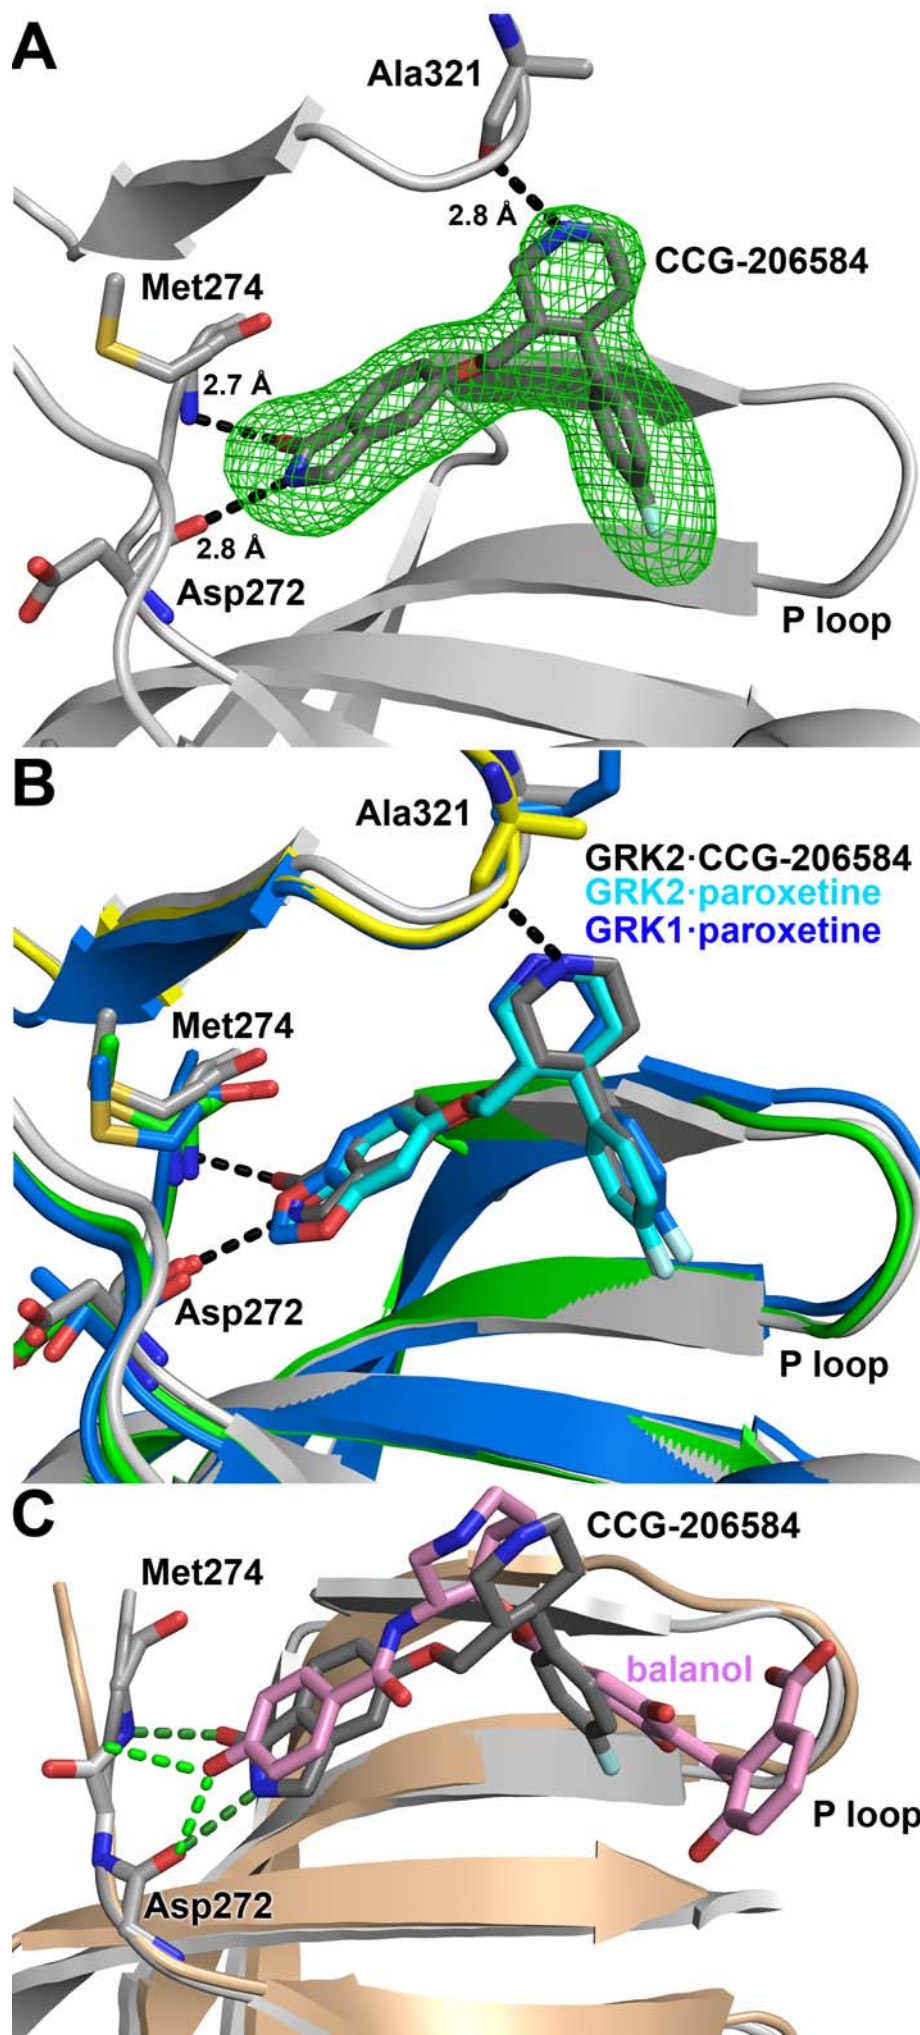 A
Ala321
2.8 Å
CCG-206584
Met274
2.7 Å
2.8 Å
Asp272
P loop
B
Ala321
GRK2·CCG-206584
GRK2·paroxetine
GRK1·paroxetine
Met274
Asp272
P loop
C
CCG-206584
Met274
balanol
P loop
Asp272